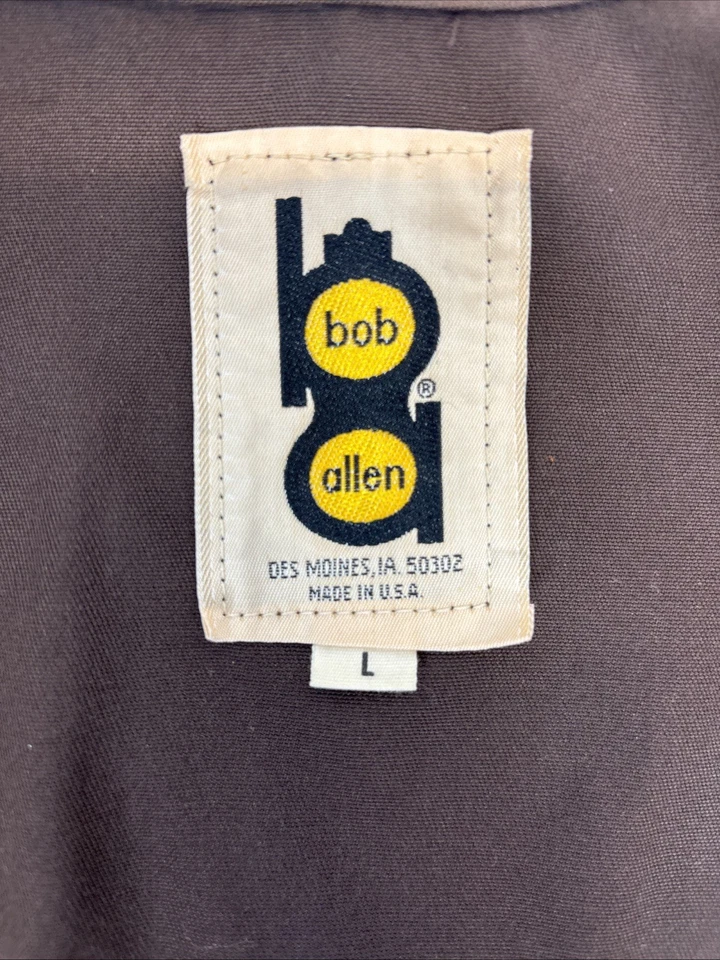 bob
®
allen
DES MOINES, IA. 50302
MADE IN U.S.A.
L